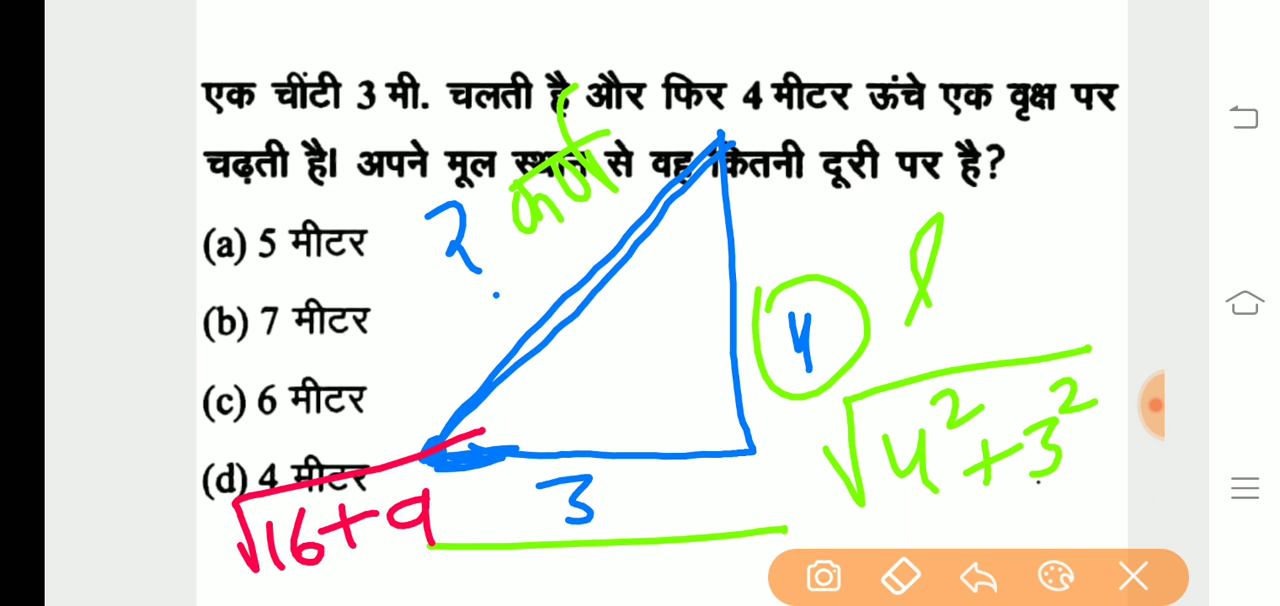 एक चींटी 3 मी. चलती है और फिर 4 मीटर ऊंचे एक वृक्ष पर
चढ़ती है। अपने मूल स्थान से वह कितनी दूरी पर है?
(a) 5 मीटर
(b) 7 मीटर
(c) 6 मीटर
(d) 4 मीटर
?
कर्ण
4
3
√4²+3²
√16+9